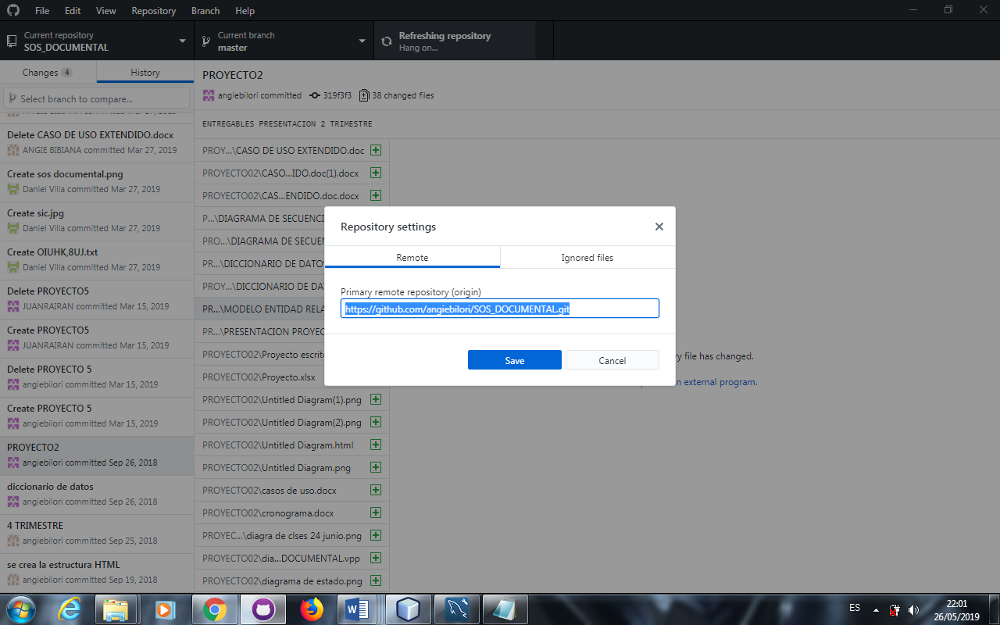 File Edit View Repository Branch Help
Current repository
SOS_DOCUMENTAL
Current branch
master
Refreshing repository
Hang on...
Changes 4
History
Select branch to compare...
Delete CASO DE USO EXTENDIDO.docx
ANGIE BIBIANA committed Mar 27, 2019
Create sos documental.png
Daniel Villa committed Mar 27, 2019
Create sic.jpg
Daniel Villa committed Mar 27, 2019
Create OIUHK,8UJ.txt
Daniel Villa committed Mar 27, 2019
Delete PROYECTO5
JUANRAIRAN committed Mar 15, 2019
Create PROYECTO5
JUANRAIRAN committed Mar 15, 2019
Delete PROYECTO 5
angiebilori committed Mar 15, 2019
Create PROYECTO 5
angiebilori committed Mar 15, 2019
PROYECTO2
angiebilori committed Sep 26, 2018
diccionario de datos
angiebilori committed Sep 26, 2018
4 TRIMESTRE
angiebilori committed Sep 25, 2018
se crea la estructura HTML
angiebilori committed Sep 19, 2018
PROYECTO2
angiebilori committed 319f3f3 38 changed files
ENTREGABLES PRESENTACION 2 TRIMESTRE
PROY...\CASO DE USO EXTENDIDO.doc
PROYECTO02\CASO...IDO.doc(1).docx
PROYECTO02\CAS...ENDIDO.doc.docx
P...\DIAGRAMA DE SECUENCI
PRO...\DIAGRAMA DE SECUEN
PR...\DICCIONARIO DE DATOS
PROY...\DICCIONARIO DE DA
PR...\MODELO ENTIDAD RELA
PR...\PRESENTACION PROYEC
PROYECTO02\Proyecto escrito
PROYECTO02\Proyecto.xlsx
PROYECTO02\Untitled Diagram(1).png
PROYECTO02\Untitled Diagram(2).png
PROYECTO02\Untitled Diagram.html
PROYECTO02\Untitled Diagram.png
PROYECTO02\casos de uso.docx
PROYECTO02\cronograma.docx
PROYEC...\diagra de clses 24 junio.png
PROYECTO02\dia...DOCUMENTAL.vpp
PROYECTO02\diagrama de estado.png
Repository settings
Remote
Ignored files
Primary remote repository (origin)
https://github.com/angiebilori/SOS_DOCUMENTAL.git
Save
Cancel
y file has changed.
n external program.
ES
22:01
26/05/2019